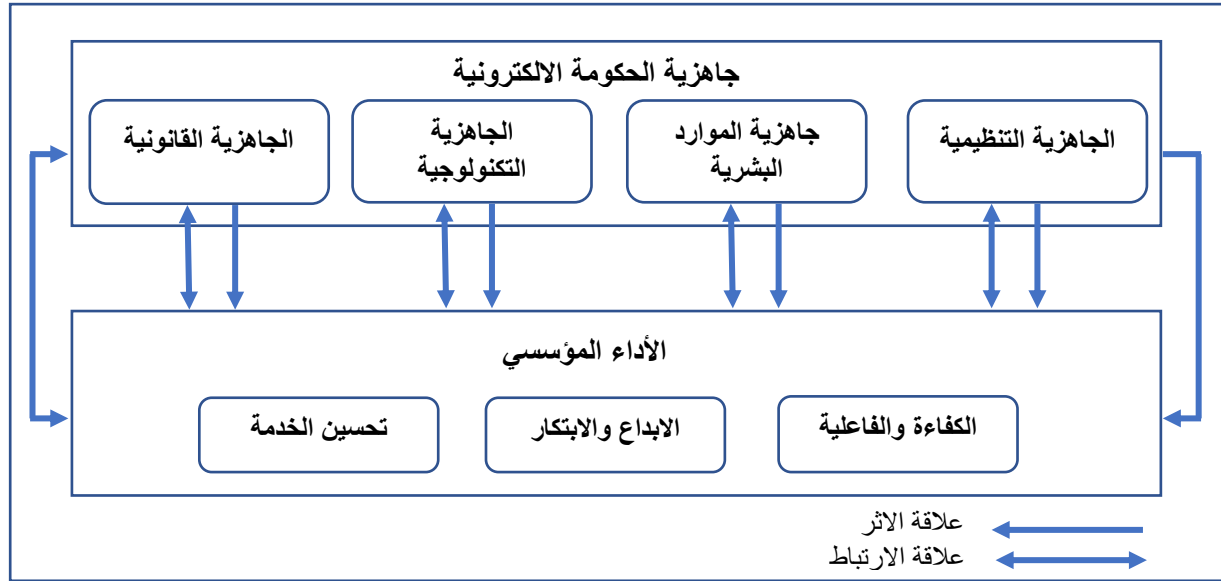 جاهزية الحكومة الالكترونية
الجاهزية التنظيمية
جاهزية الموارد
البشرية
الجاهزية
التكنولوجية
الجاهزية القانونية
الأداء المؤسسي
الكفاءة والفاعلية
الابداع والابتكار
تحسين الخدمة
علاقة الاثر
علاقة الارتباط